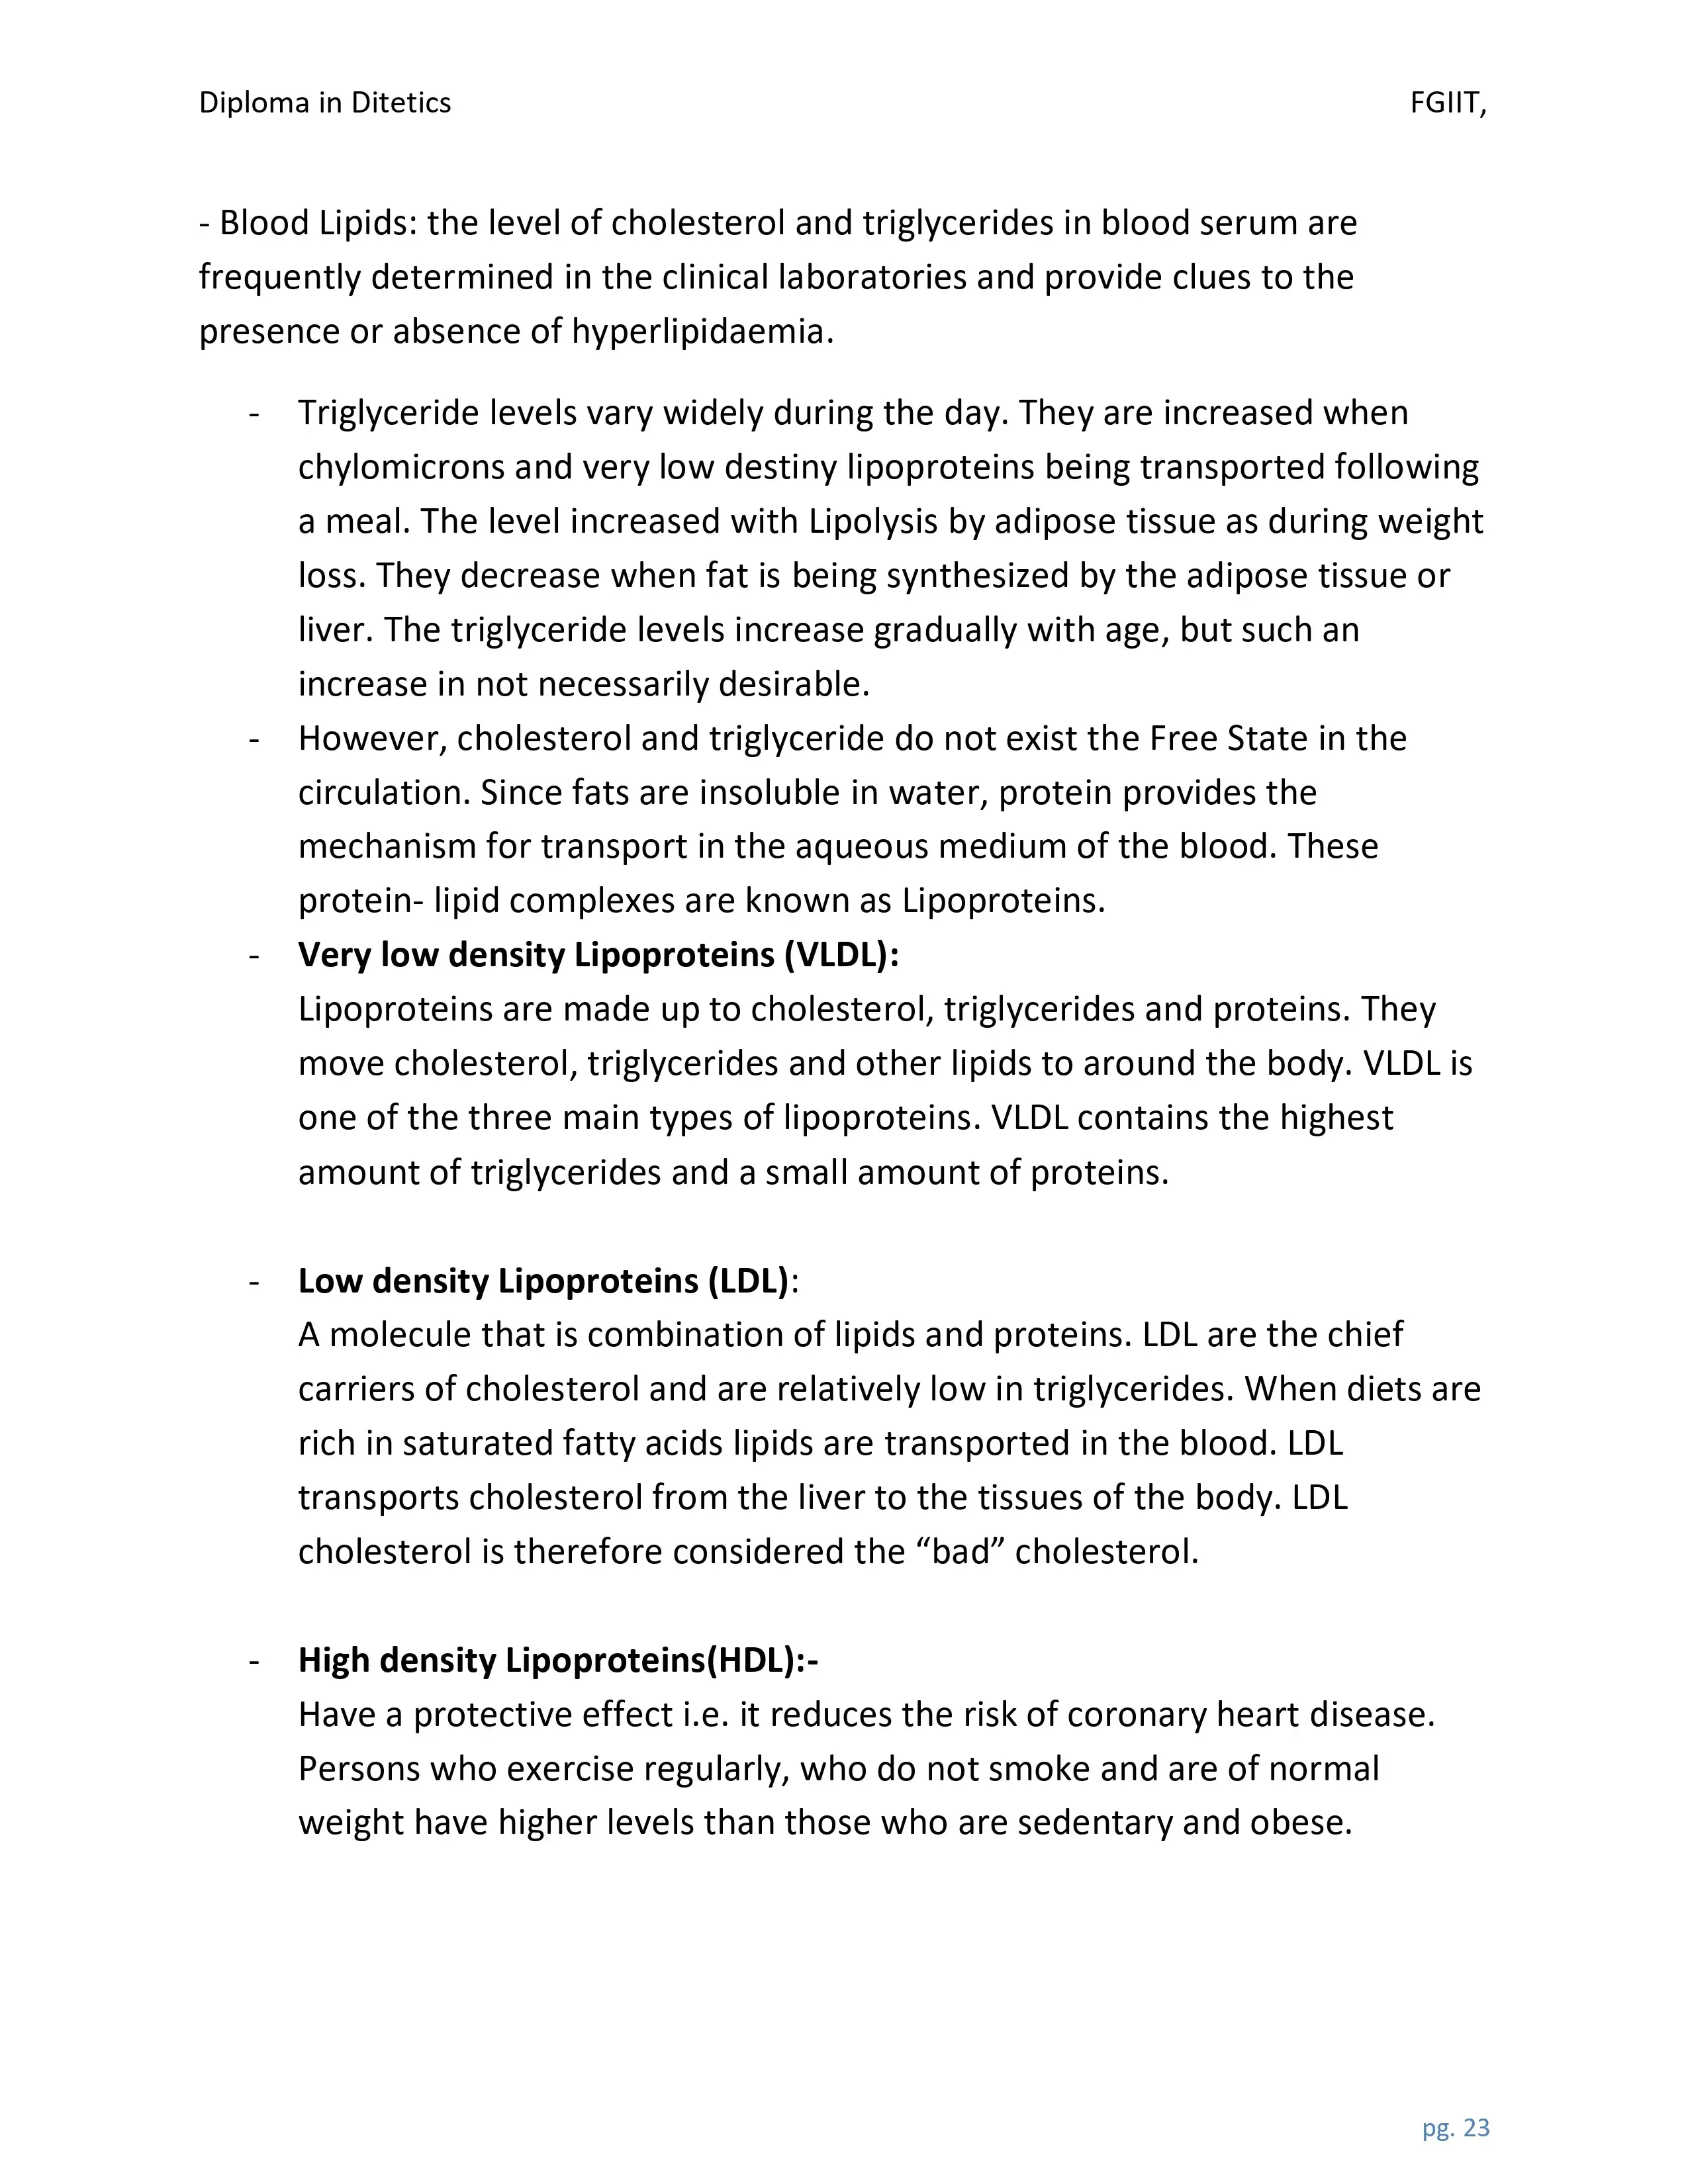 Diploma in Ditetics FGIIT,
- Blood Lipids: the level of cholesterol and triglycerides in blood serum are
frequently determined in the clinical laboratories and provide clues to the
presence or absence of hyperlipidaemia.
- Triglyceride levels vary widely during the day. They are increased when
chylomicrons and very low destiny lipoproteins being transported following
a meal. The level increased with Lipolysis by adipose tissue as during weight
loss. They decrease when fat is being synthesized by the adipose tissue or
liver. The triglyceride levels increase gradually with age, but such an
increase in not necessarily desirable.
- However, cholesterol and triglyceride do not exist the Free State in the
circulation. Since fats are insoluble in water, protein provides the
mechanism for transport in the aqueous medium of the blood. These
protein- lipid complexes are known as Lipoproteins.
- Very low density Lipoproteins (VLDL):
Lipoproteins are made up to cholesterol, triglycerides and proteins. They
move cholesterol, triglycerides and other lipids to around the body. VLDL is
one of the three main types of lipoproteins. VLDL contains the highest
amount of triglycerides and a small amount of proteins.
- Low density Lipoproteins (LDL):
A molecule that is combination of lipids and proteins. LDL are the chief
carriers of cholesterol and are relatively low in triglycerides. When diets are
rich in saturated fatty acids lipids are transported in the blood. LDL
transports cholesterol from the liver to the tissues of the body. LDL
cholesterol is therefore considered the “bad” cholesterol.
- High density Lipoproteins(HDL):-
Have a protective effect i.e. it reduces the risk of coronary heart disease.
Persons who exercise regularly, who do not smoke and are of normal
weight have higher levels than those who are sedentary and obese.
pg. 23